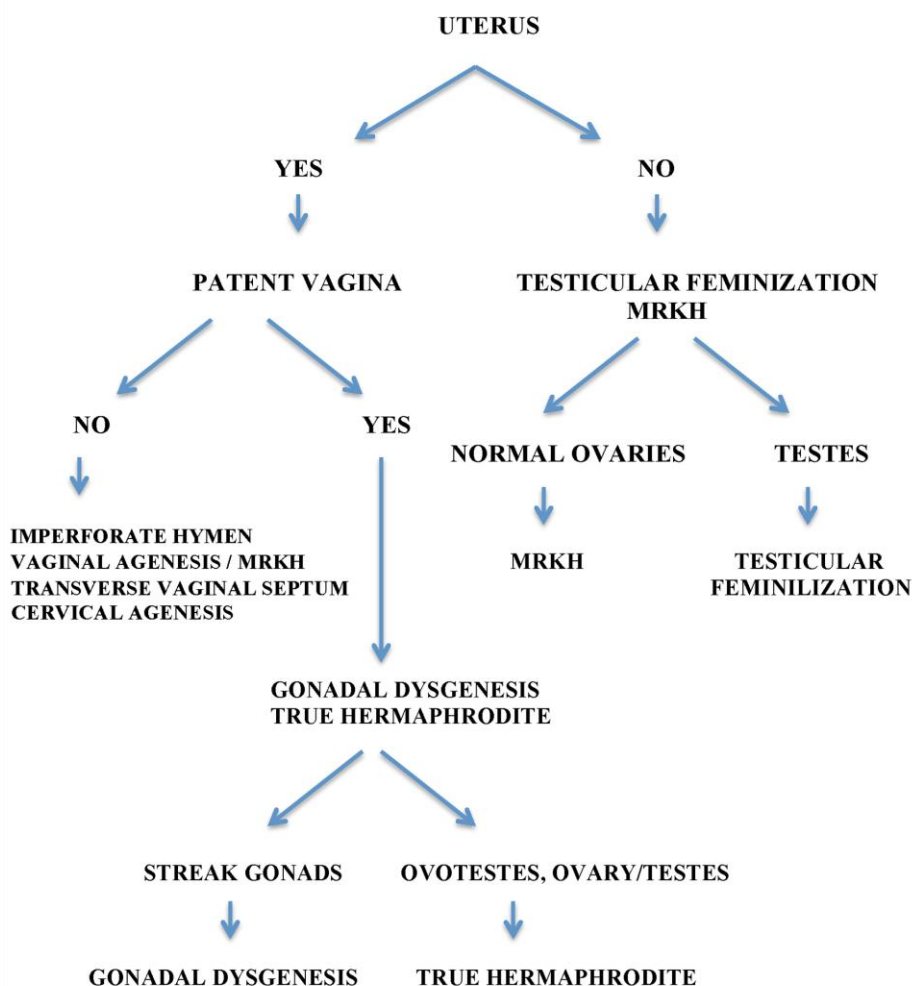 UTERUS
YES
NO
PATENT VAGINA
TESTICULAR FEMINIZATION
MRKH
NO
YES
NORMAL OVARIES
TESTES
IMPERFORATE HYMEN
VAGINAL AGENESIS / MRKH
TRANSVERSE VAGINAL SEPTUM
CERVICAL AGENESIS
MRKH
TESTICULAR
FEMINILIZATION
GONADAL DYSGENESIS
TRUE HERMAPHRODITE
STREAK GONADS
OVOTESTES, OVARY/TESTES
GONADAL DYSGENESIS
TRUE HERMAPHRODITE